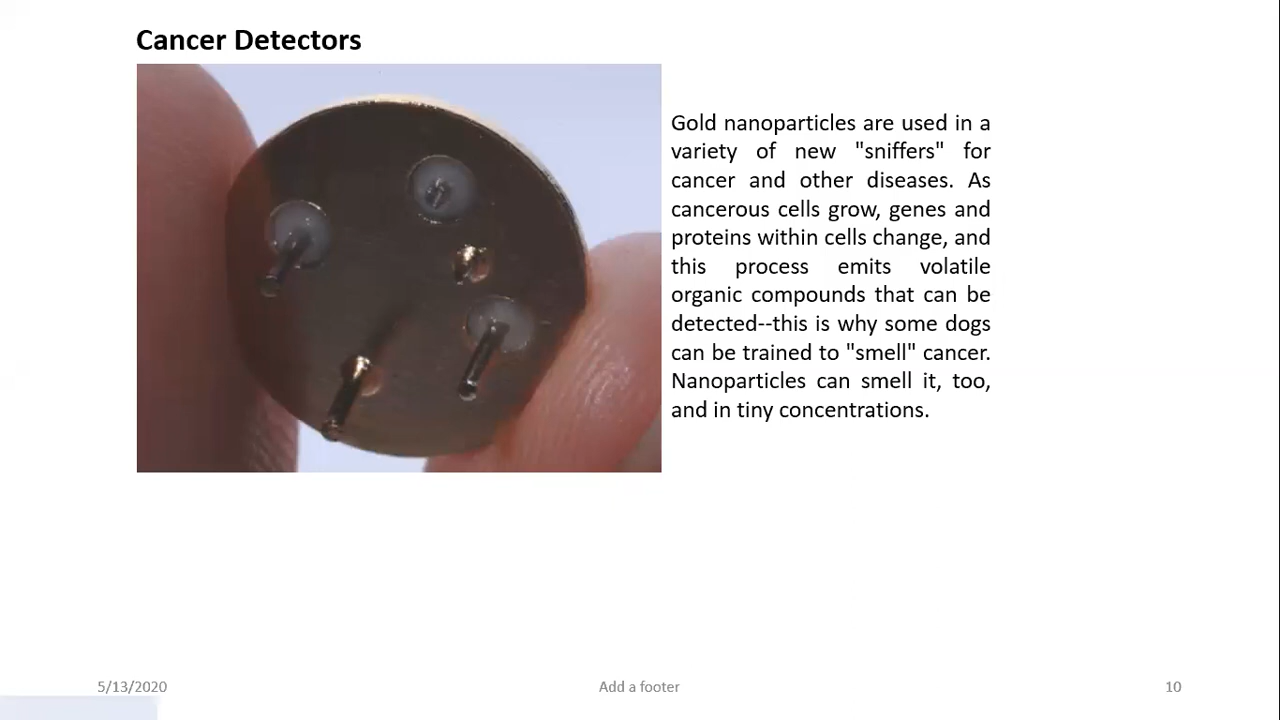 Cancer Detectors
Gold nanoparticles are used in a
variety of new "sniffers" for
cancer and other diseases. As
cancerous cells grow, genes and
proteins within cells change, and
this process emits volatile
organic compounds that can be
detected--this is why some dogs
can be trained to "smell" cancer.
Nanoparticles can smell it, too,
and in tiny concentrations.
5/13/2020
Add a footer
10